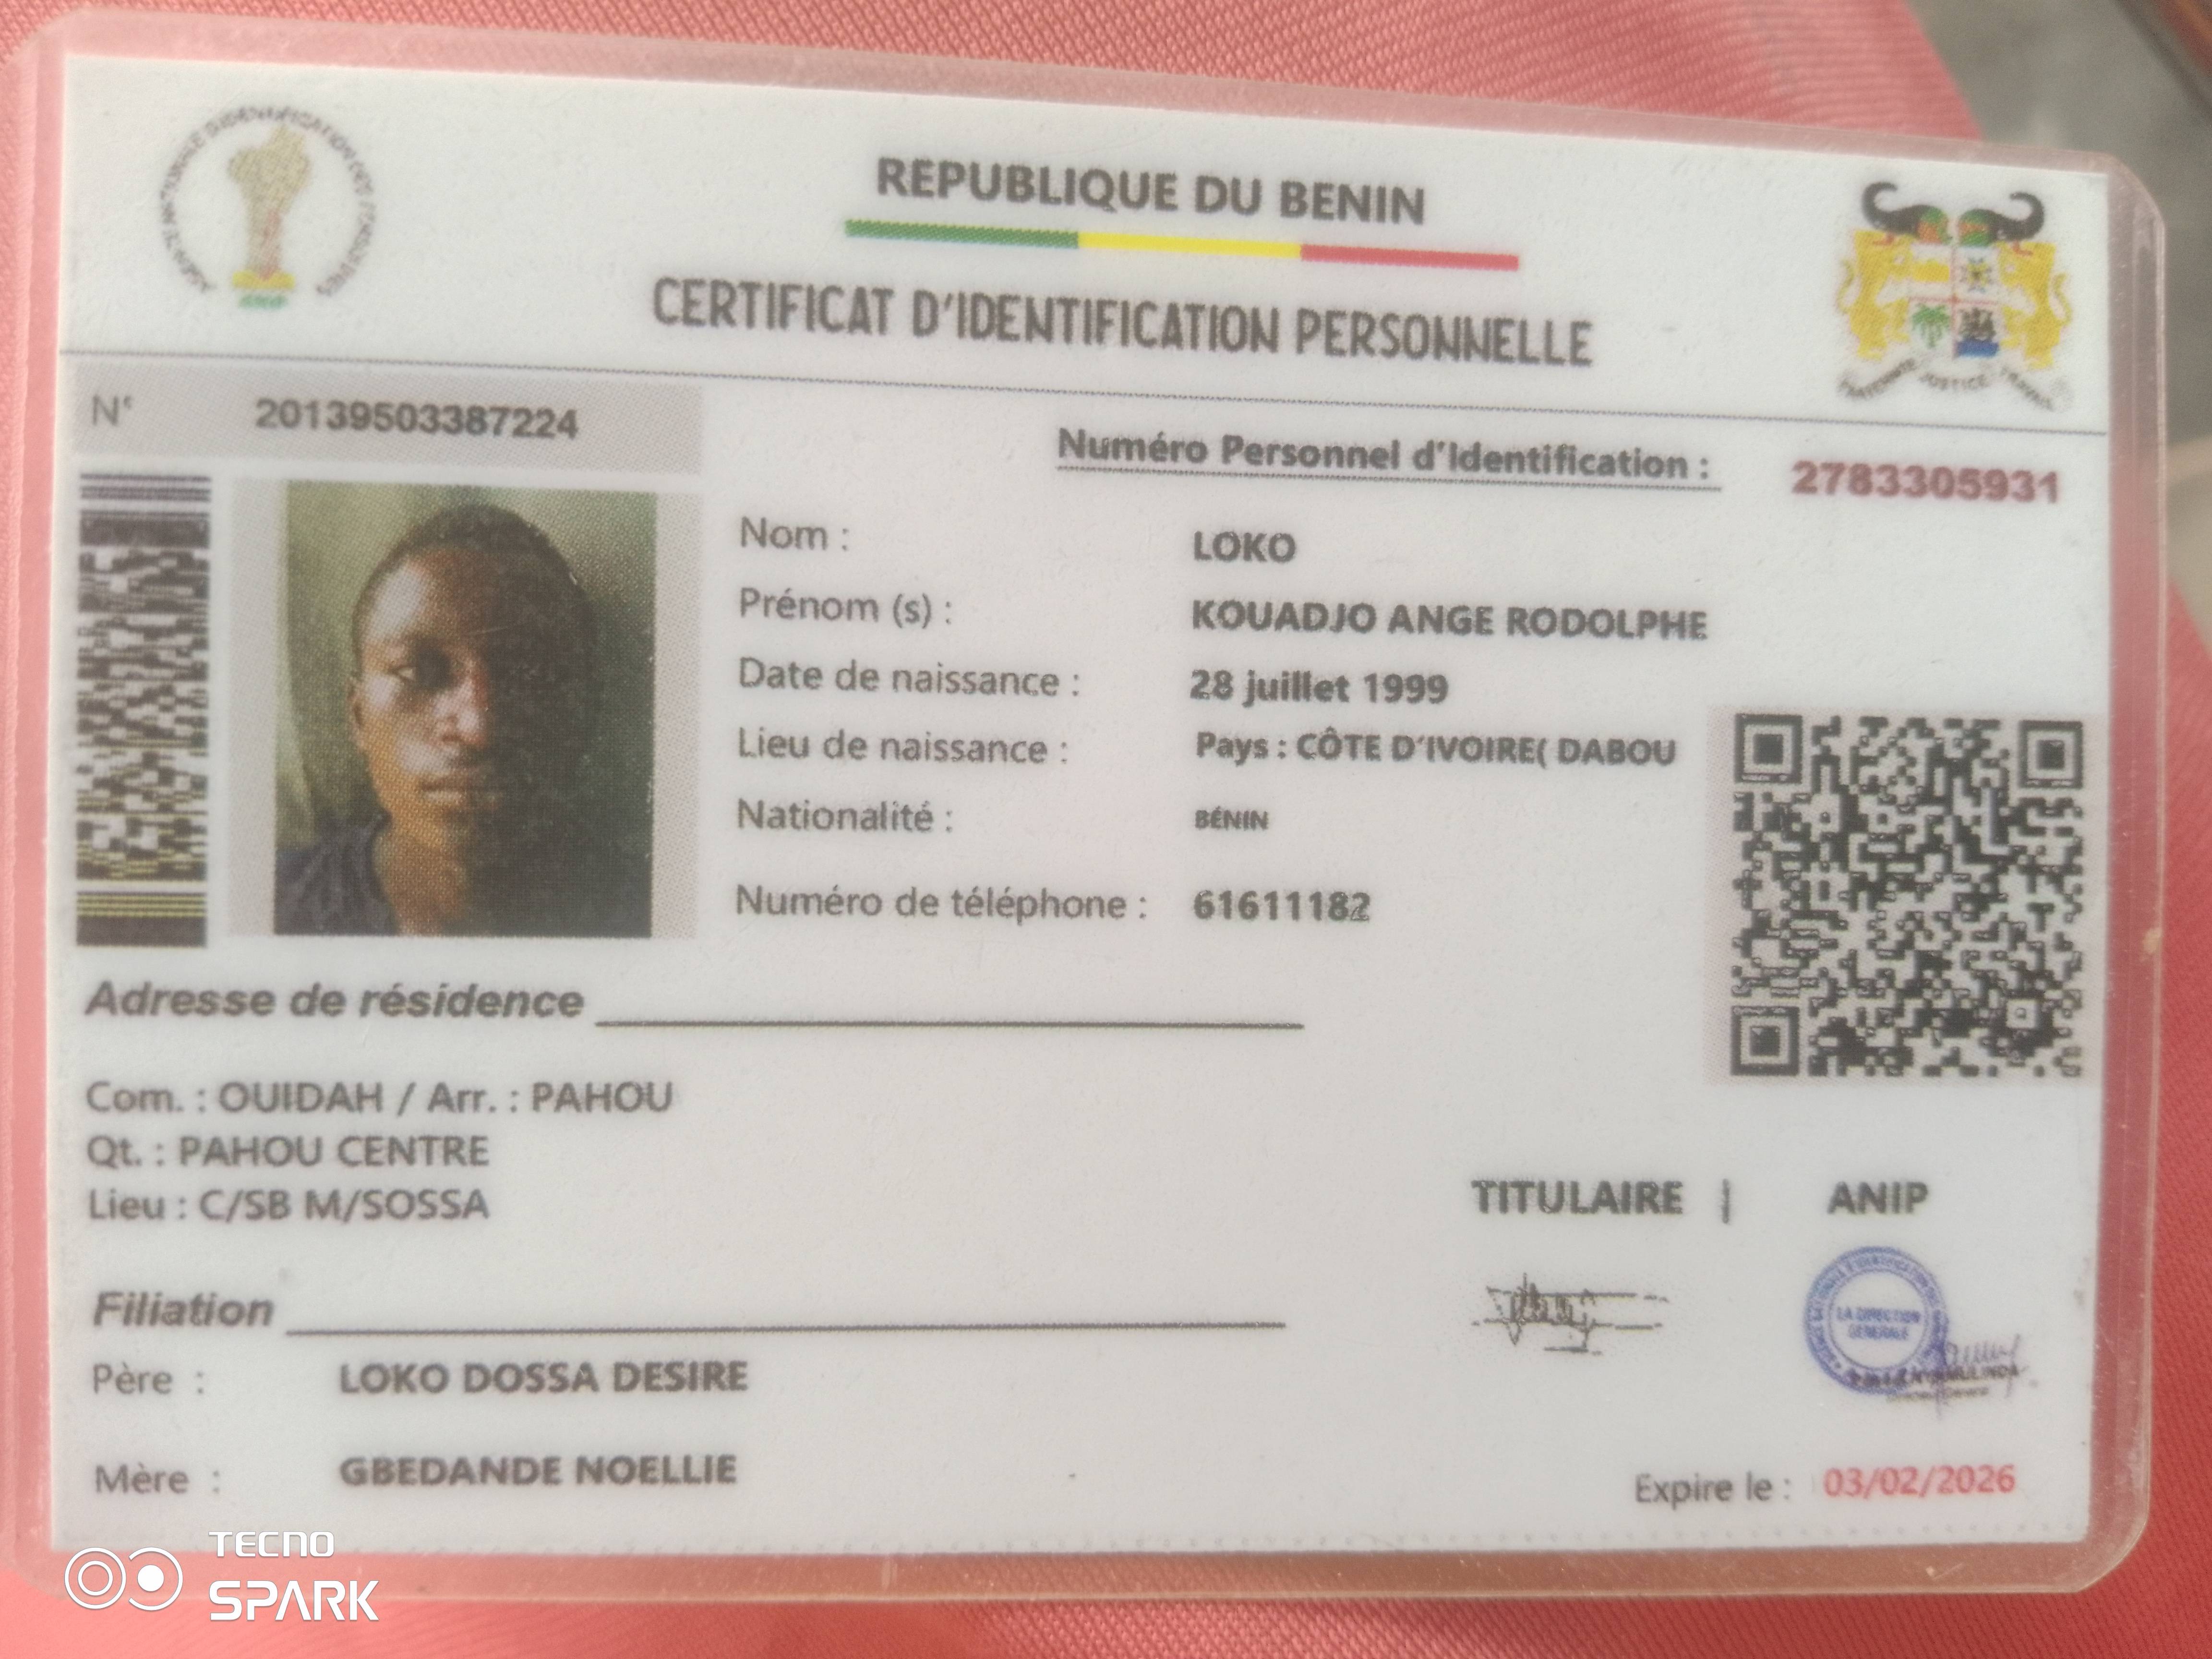 REPUBLIQUE DU BENIN
CERTIFICAT D'IDENTIFICATION PERSONNELLE
FRATERNITE JUSTICE TRAVAIL
N° 20139503387224
Numéro Personnel d'Identification : 2783305931
Nom : LOKO
Prénom (s) : KOUADJO ANGE RODOLPHE
Date de naissance : 28 juillet 1999
Lieu de naissance : Pays : CÔTE D'IVOIRE( DABOU
Nationalité : BÉNIN
Numéro de téléphone : 61611182
Adresse de résidence
Com. : OUIDAH / Arr. : PAHOU
Qt. : PAHOU CENTRE
Lieu : C/SB M/SOSSA
TITULAIRE | ANIP
LA DIRECTION
GENERALE
Filiation
Père : LOKO DOSSA DESIRE
Mère : GBEDANDE NOELLIE
Expire le : 03/02/2026
TECNO
SPARK